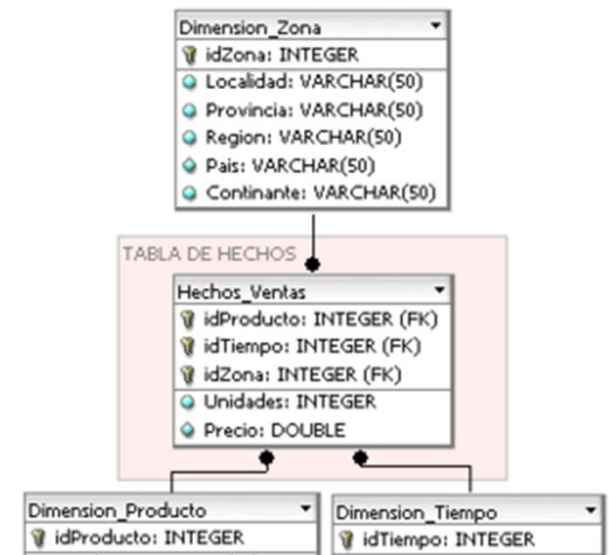 Dimension_Zona
idZona: INTEGER
Localidad: VARCHAR(50)
Provincia: VARCHAR(50)
Region: VARCHAR(50)
Pais: VARCHAR(50)
Continante: VARCHAR(50)
TABLA DE HECHOS
Hechos_Ventas
idProducto: INTEGER (FK)
idTiempo: INTEGER (FK)
idZona: INTEGER (FK)
Unidades: INTEGER
Precio: DOUBLE
Dimension_Producto
idProducto: INTEGER
Dimension_Tiempo
idTiempo: INTEGER